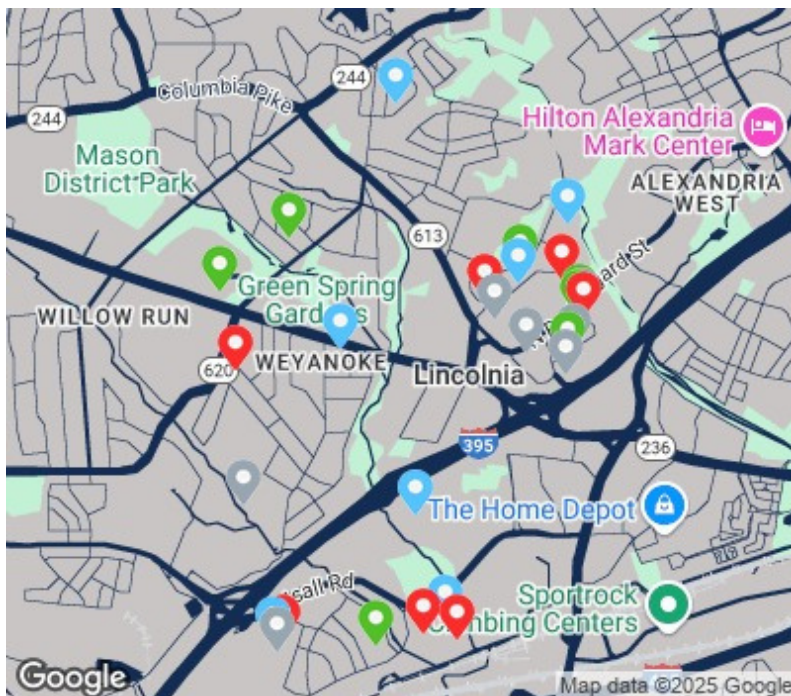 244
Columbia Pike
244
Hilton Alexandria
Mark Center
Mason
District Park
ALEXANDRIA
WEST
613
Green Spring
Gardens
WILLOW RUN
WEYANOKE
620
Lincolnia
395
236
The Home Depot
Sportrock
Climbing Centers
Google
Map data ©2025 Google